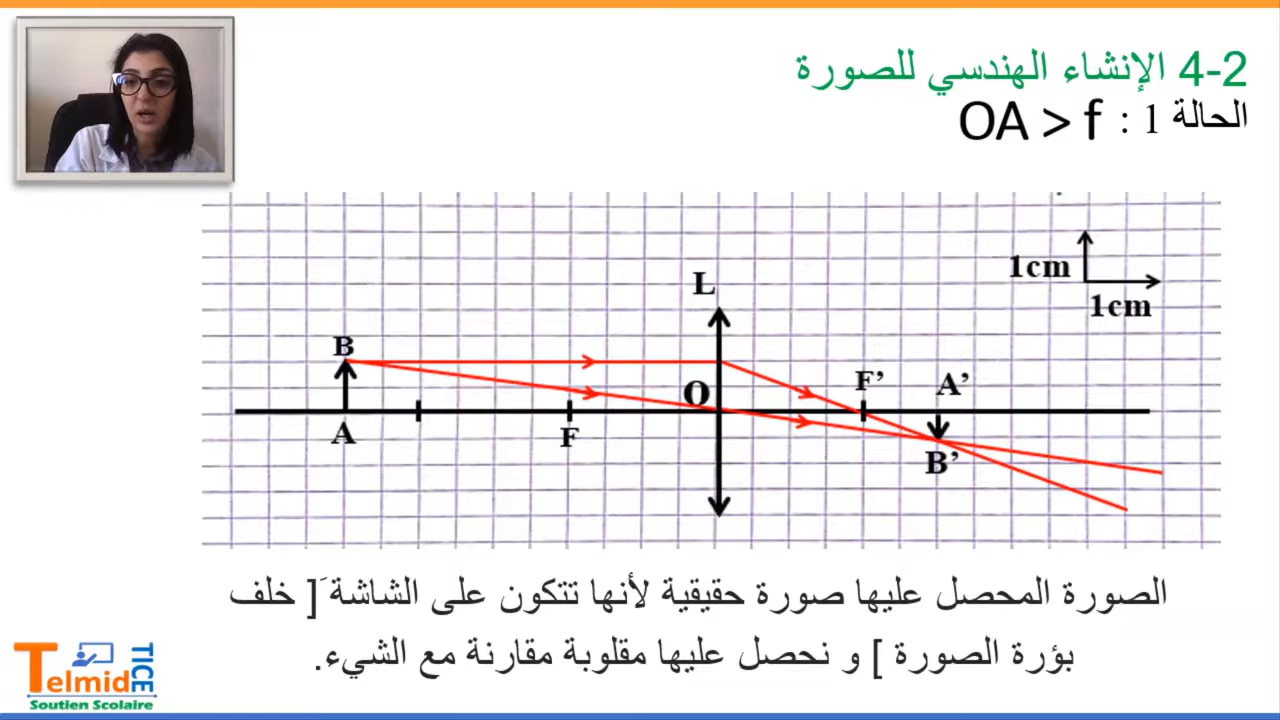 4-2 الإنشاء الهندسي للصورة
الحالة 1 : OA > f
1cm
1cm
L
B
O
F’
A’
A
F
B’
الصورة المحصل عليها صورة حقيقية لأنها تتكون على الشاشة َ[ خلف
بؤرة الصورة ] و نحصل عليها مقلوبة مقارنة مع الشيء.
Telmid TICE
Soutien Scolaire